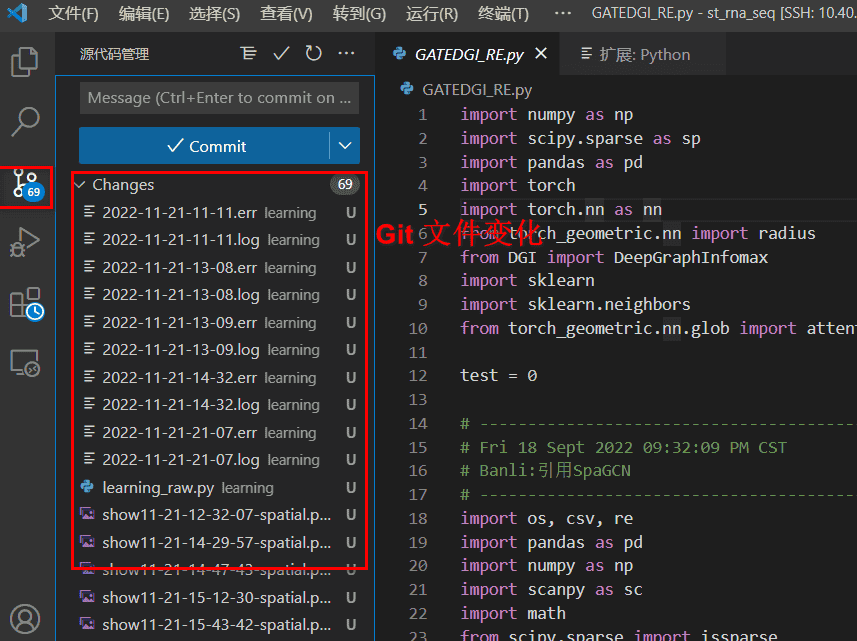 文件(F) 编辑(E) 选择(S) 查看(V) 转到(G) 运行(R) 终端(T) ··· GATEDGI_RE.py - st_rna_seq [SSH: 10.40.
源代码管理
Message (Ctrl+Enter to commit on ...
Commit
Changes 69
69
2022-11-21-11-11.err learning U
2022-11-21-11-11.log learning U
2022-11-21-13-08.err learning U
2022-11-21-13-08.log learning U
2022-11-21-13-09.err learning U
2022-11-21-13-09.log learning U
2022-11-21-14-32.err learning U
2022-11-21-14-32.log learning U
2022-11-21-21-07.err learning U
2022-11-21-21-07.log learning U
learning_raw.py learning U
show11-21-12-32-07-spatial.p... U
show11-21-14-29-57-spatial.p... U
show11-21-14-47-43-spatial.p... U
show11-21-15-12-30-spatial.p... U
show11-21-15-43-42-spatial.p... U
Git 文件变化
GATEDGI_RE.py 扩展: Python
GATEDGI_RE.py
1 import numpy as np
2 import scipy.sparse as sp
3 import pandas as pd
4 import torch
5 import torch.nn as nn
6 from torch_geometric.nn import radius
7 from DGI import DeepGraphInfomax
8 import sklearn
9 import sklearn.neighbors
10 from torch_geometric.nn.glob import atten
11
12 test = 0
13
14 # ---------------------------------------
15 # Fri 18 Sept 2022 09:32:09 PM CST
16 # Banli:引用SpaGCN
17 # ---------------------------------------
18 import os, csv, re
19 import pandas as pd
20 import numpy as np
21 import scanpy as sc
22 import math
23 from scipy.sparse import issparse